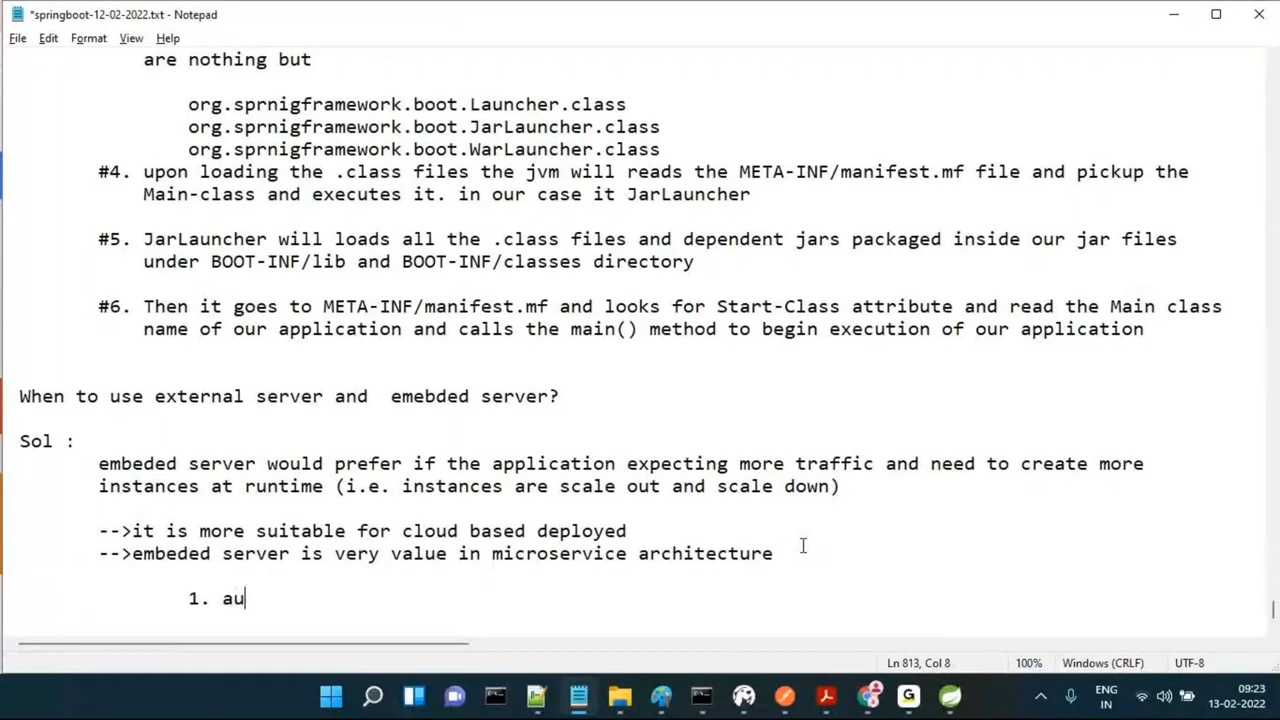 *springboot-12-02-2022.txt - Notepad
File Edit Format View Help
are nothing but
org.sprnigframework.boot.Launcher.class
org.sprnigframework.boot.JarLauncher.class
org.sprnigframework.boot.WarLauncher.class
#4. upon loading the .class files the jvm will reads the META-INF/manifest.mf file and pickup the
Main-class and executes it. in our case it JarLauncher
#5. JarLauncher will loads all the .class files and dependent jars packaged inside our jar files
under BOOT-INF/lib and BOOT-INF/classes directory
#6. Then it goes to META-INF/manifest.mf and looks for Start-Class attribute and read the Main class
name of our application and calls the main() method to begin execution of our application
When to use external server and emebded server?
Sol :
embeded server would prefer if the application expecting more traffic and need to create more
instances at runtime (i.e. instances are scale out and scale down)
-->it is more suitable for cloud based deployed
-->embeded server is very value in microservice architecture
1. au
Ln 813, Col 8 100% Windows (CRLF) UTF-8
ENG
IN
09:23
13-02-2022